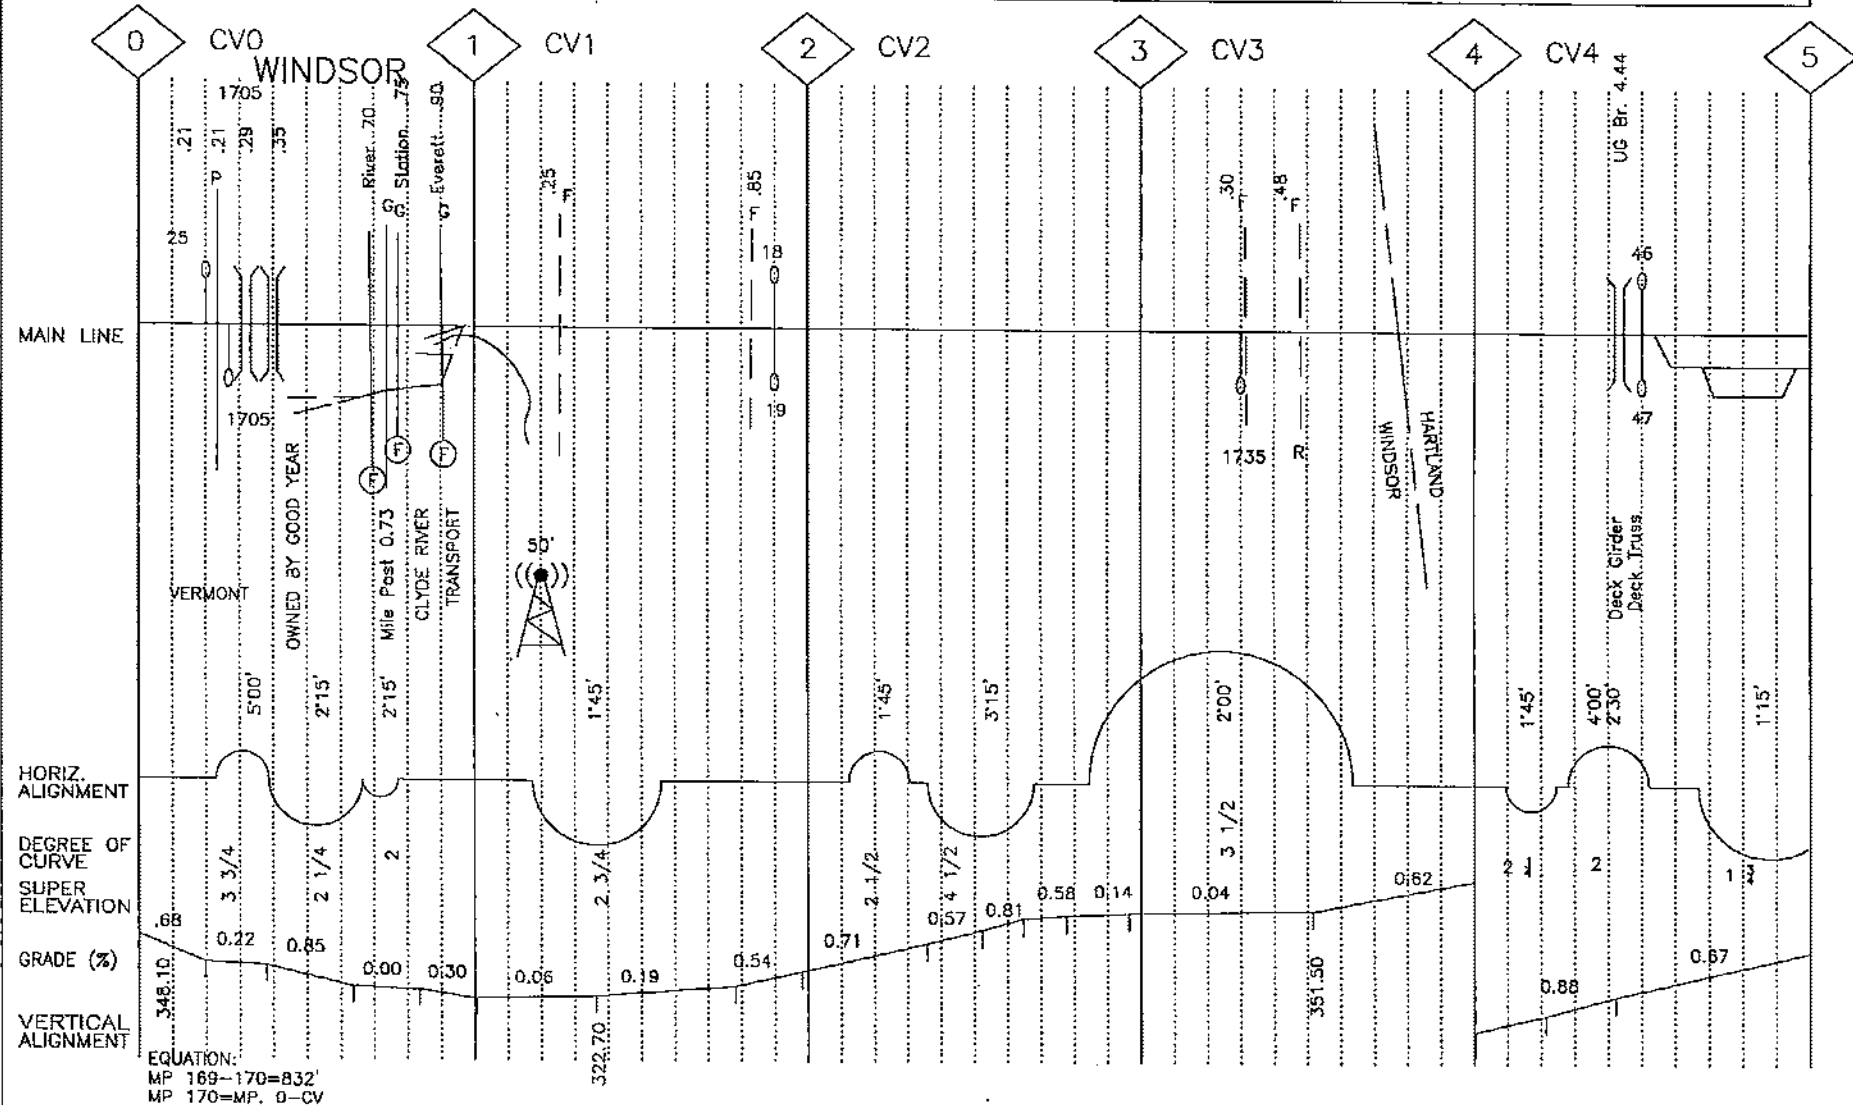 0 CV0 1 CV1 2 CV2 3 CV3 4 CV4 5
WINDSOR
1705
.21 .21 .29 .35
River .70
Station .75
Everett .90
.25
.85
.30
.48
UG Br. 4.44
P
G
G
G
F
F
F
25
18
46
MAIN LINE
1705
19
47
F
F
F
1735
R
WINDSOR
HARTLAND
OWNED BY GOOD YEAR
Mile Post 0.73
CLYDE RIVER
TRANSPORT
VERMONT
50'
Deck Girder
Deck Truss
5°00' 2°15' 2°15' 1°45' 1°45' 3°15' 2°00' 1°45' 4°00' 2°30' 1°15'
HORIZ.
ALIGNMENT
DEGREE OF
CURVE
3 3/4 2 1/4 2 2 3/4 2 1/2 4 1/2 3 1/2 2 2 1
SUPER
ELEVATION
GRADE (%)
.68 0.22 0.85 0.00 0.30 0.06 0.19 0.54 0.71 0.57 0.81 0.58 0.14 0.04 0.62 0.88 0.67
348.10
322.70
351.50
VERTICAL
ALIGNMENT
EQUATION:
MP 169-170=832'
MP 170=MP. 0-CV